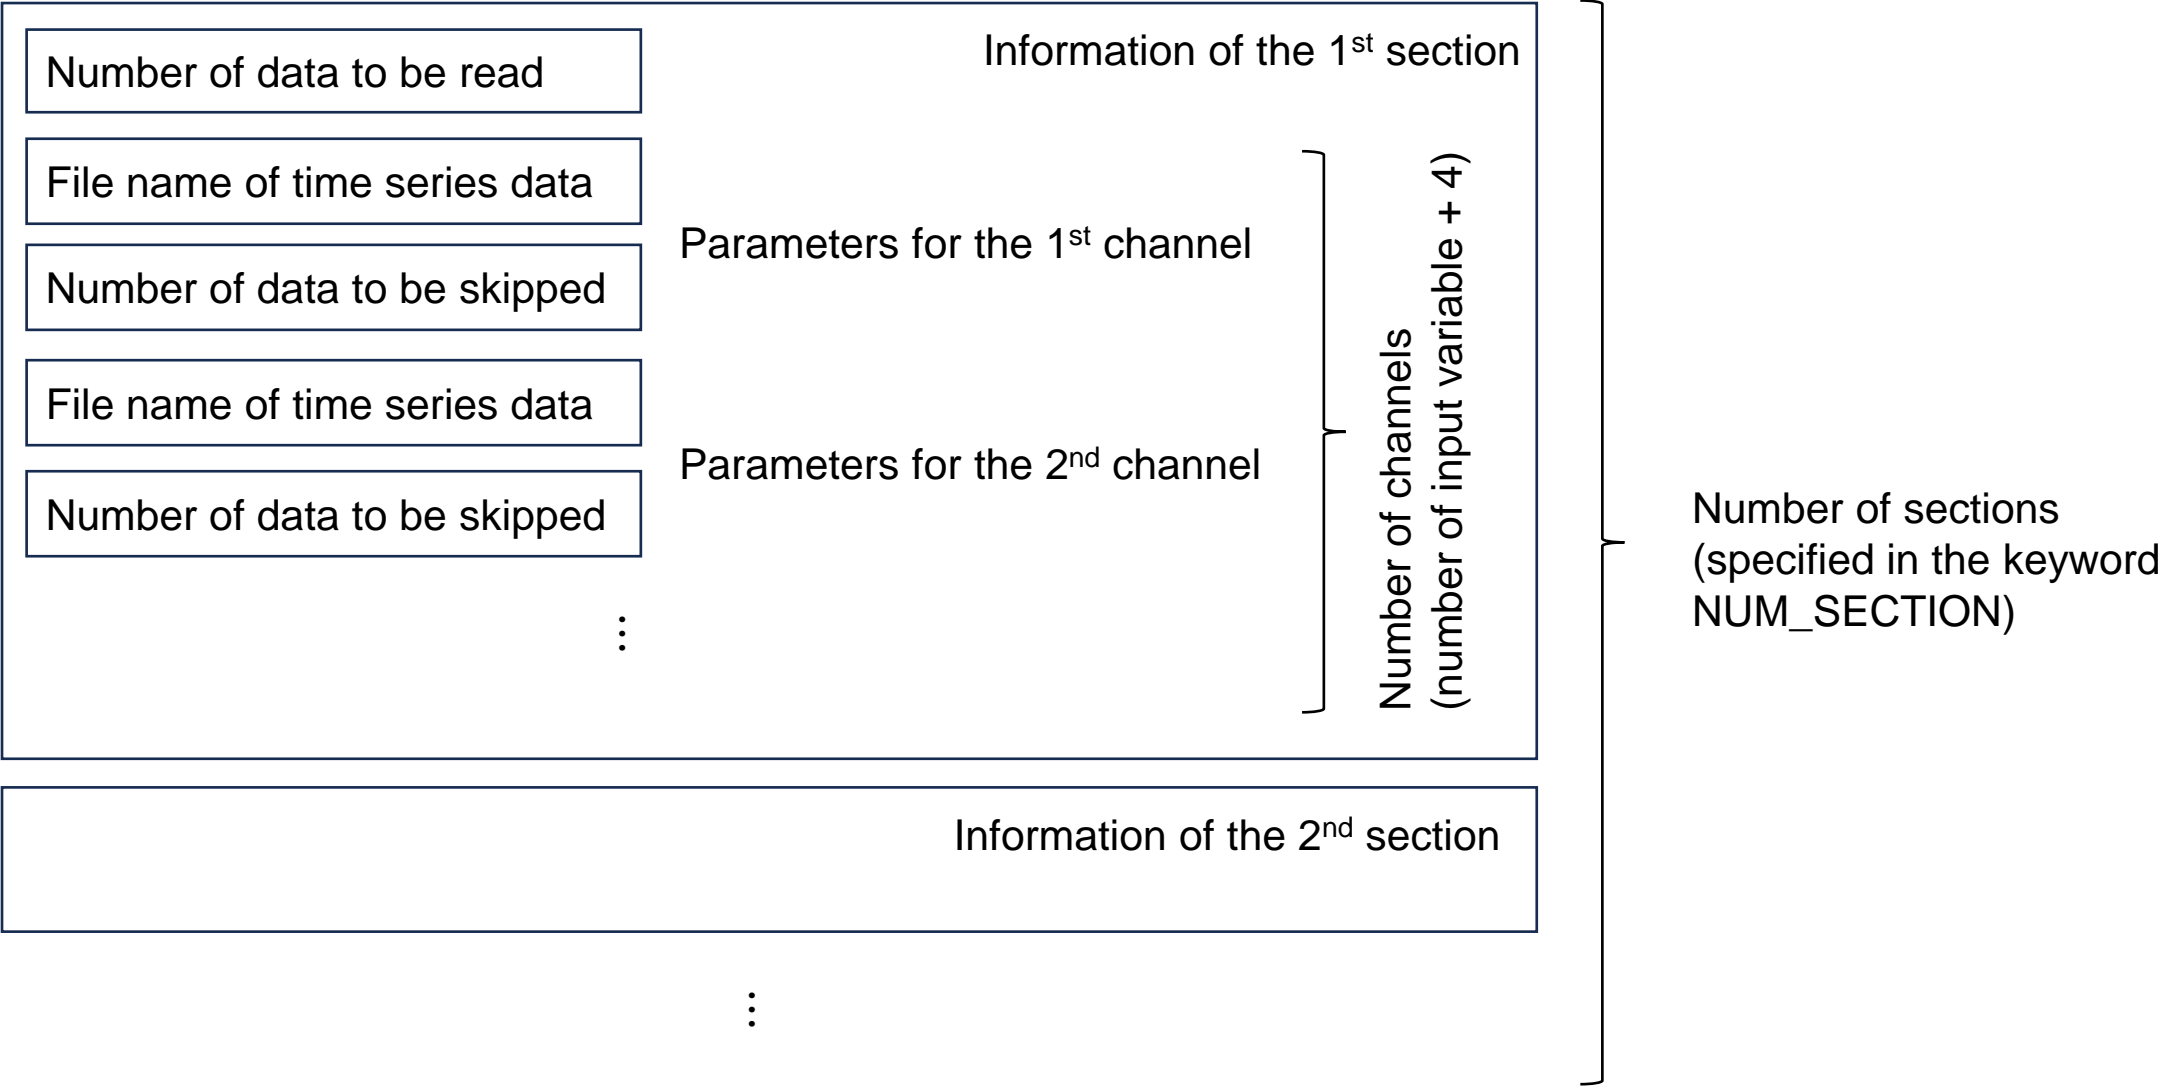 Information of the 1st section
Number of data to be read
File name of time series data
Parameters for the 1st channel
Number of data to be skipped
File name of time series data
Parameters for the 2nd channel
Number of data to be skipped
⋮
Number of channels
(number of input variable + 4)
Information of the 2nd section
⋮
Number of sections
(specified in the keyword
NUM_SECTION)